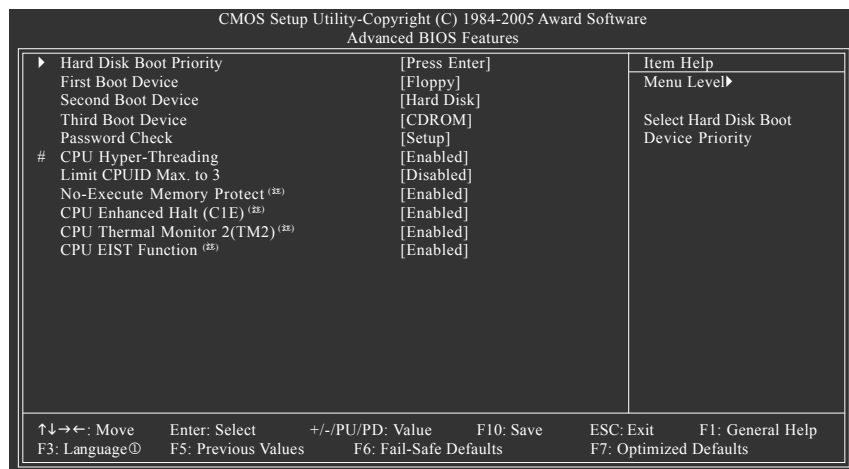 CMOS Setup Utility-Copyright (C) 1984-2005 Award Software
Advanced BIOS Features
Hard Disk Boot Priority [Press Enter]
First Boot Device [Floppy]
Second Boot Device [Hard Disk]
Third Boot Device [CDROM]
Password Check [Setup]
# CPU Hyper-Threading [Enabled]
Limit CPUID Max. to 3 [Disabled]
No-Execute Memory Protect (註) [Enabled]
CPU Enhanced Halt (C1E) (註) [Enabled]
CPU Thermal Monitor 2(TM2) (註) [Enabled]
CPU EIST Function (註) [Enabled]
Item Help
Menu Level▶
Select Hard Disk Boot
Device Priority
↑↓→←: Move Enter: Select +/-/PU/PD: Value F10: Save ESC: Exit F1: General Help
F3: Language① F5: Previous Values F6: Fail-Safe Defaults F7: Optimized Defaults